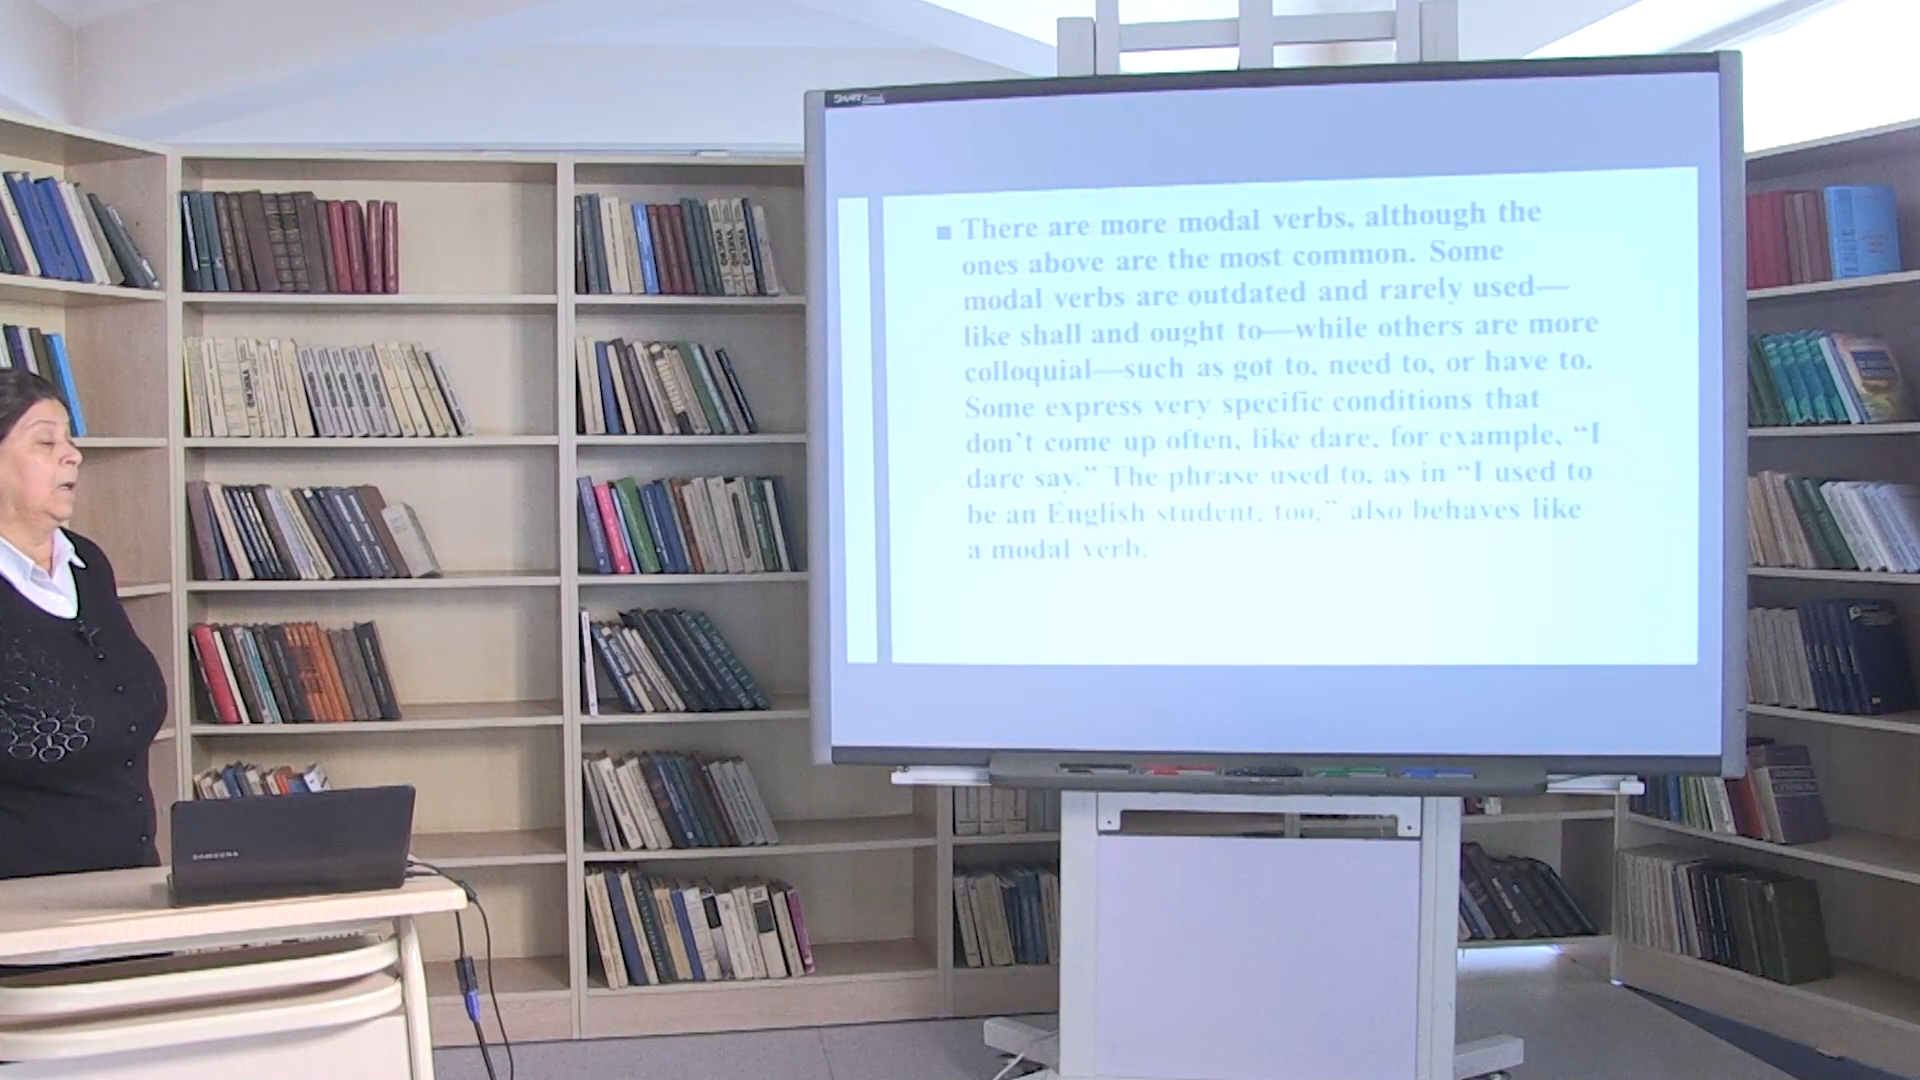 SMART Board
There are more modal verbs, although the
ones above are the most common. Some
modal verbs are outdated and rarely used—
like shall and ought to—while others are more
colloquial—such as got to, need to, or have to.
Some express very specific conditions that
don't come up often, like dare, for example, “I
dare say.” The phrase used to, as in “I used to
be an English student, too,” also behaves like
a modal verb.
SAMSUNG